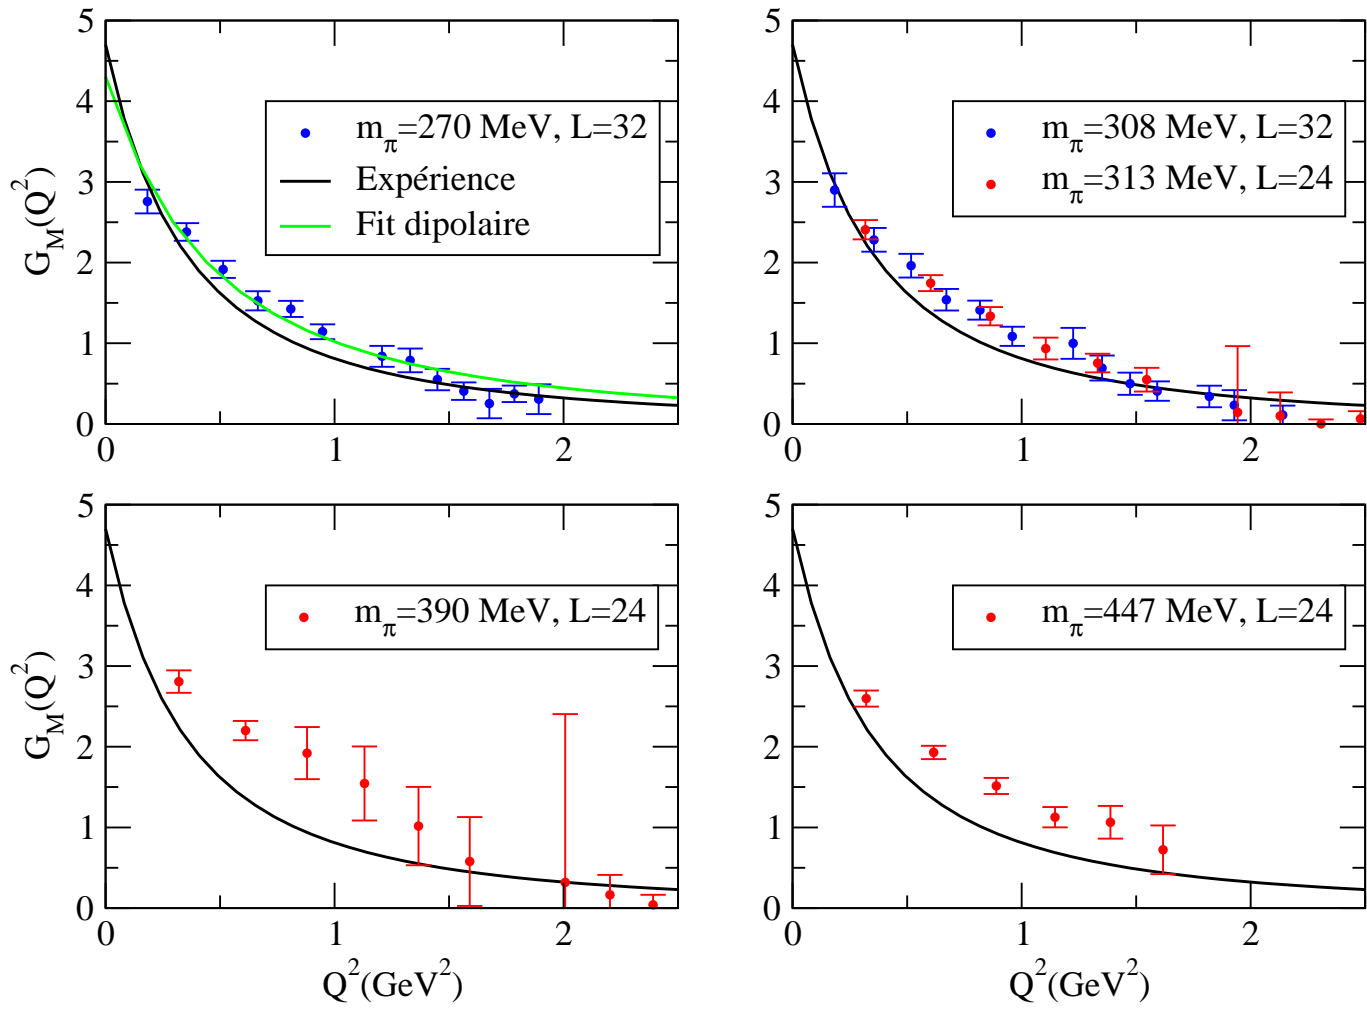 5
4
3
2
1
0
0 1 2
G_M(Q^2)
m_π=270 MeV, L=32
Expérience
Fit dipolaire
5
4
3
2
1
0
0 1 2
m_π=308 MeV, L=32
m_π=313 MeV, L=24
5
4
3
2
1
0
0 1 2
G_M(Q^2)
Q^2(GeV^2)
m_π=390 MeV, L=24
5
4
3
2
1
0
0 1 2
Q^2(GeV^2)
m_π=447 MeV, L=24